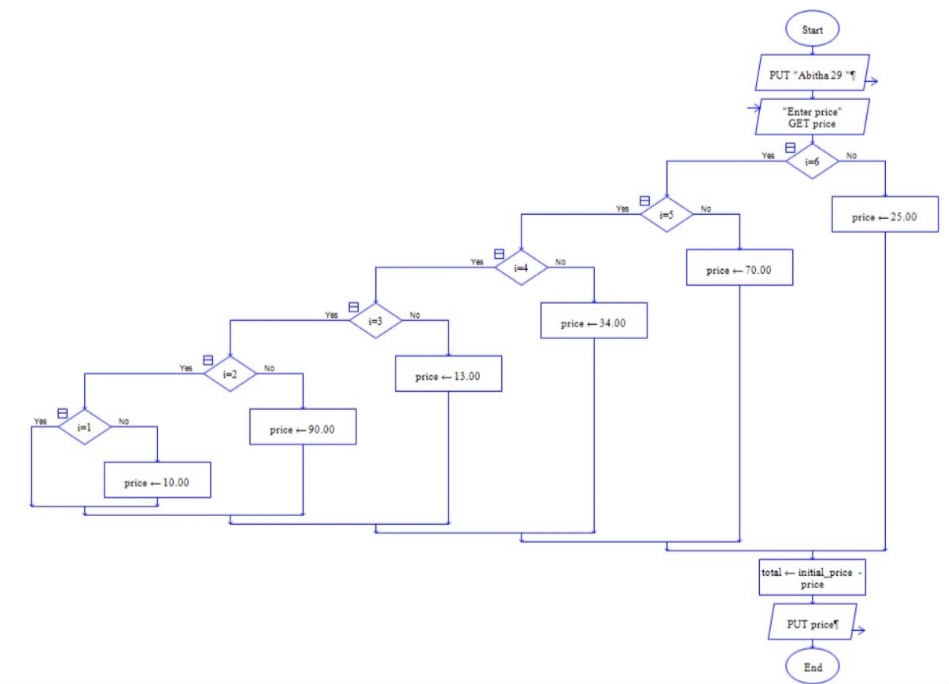 Start
PUT "Abitha 29 "¶
"Enter price"
GET price
Yes
i=6
No
price ← 25.00
Yes
i=5
No
price ← 70.00
Yes
i=4
No
price ← 34.00
Yes
i=3
No
price ← 13.00
Yes
i=2
No
price ← 90.00
Yes
i=1
No
price ← 10.00
total ← initial_price -
price
PUT price¶
End